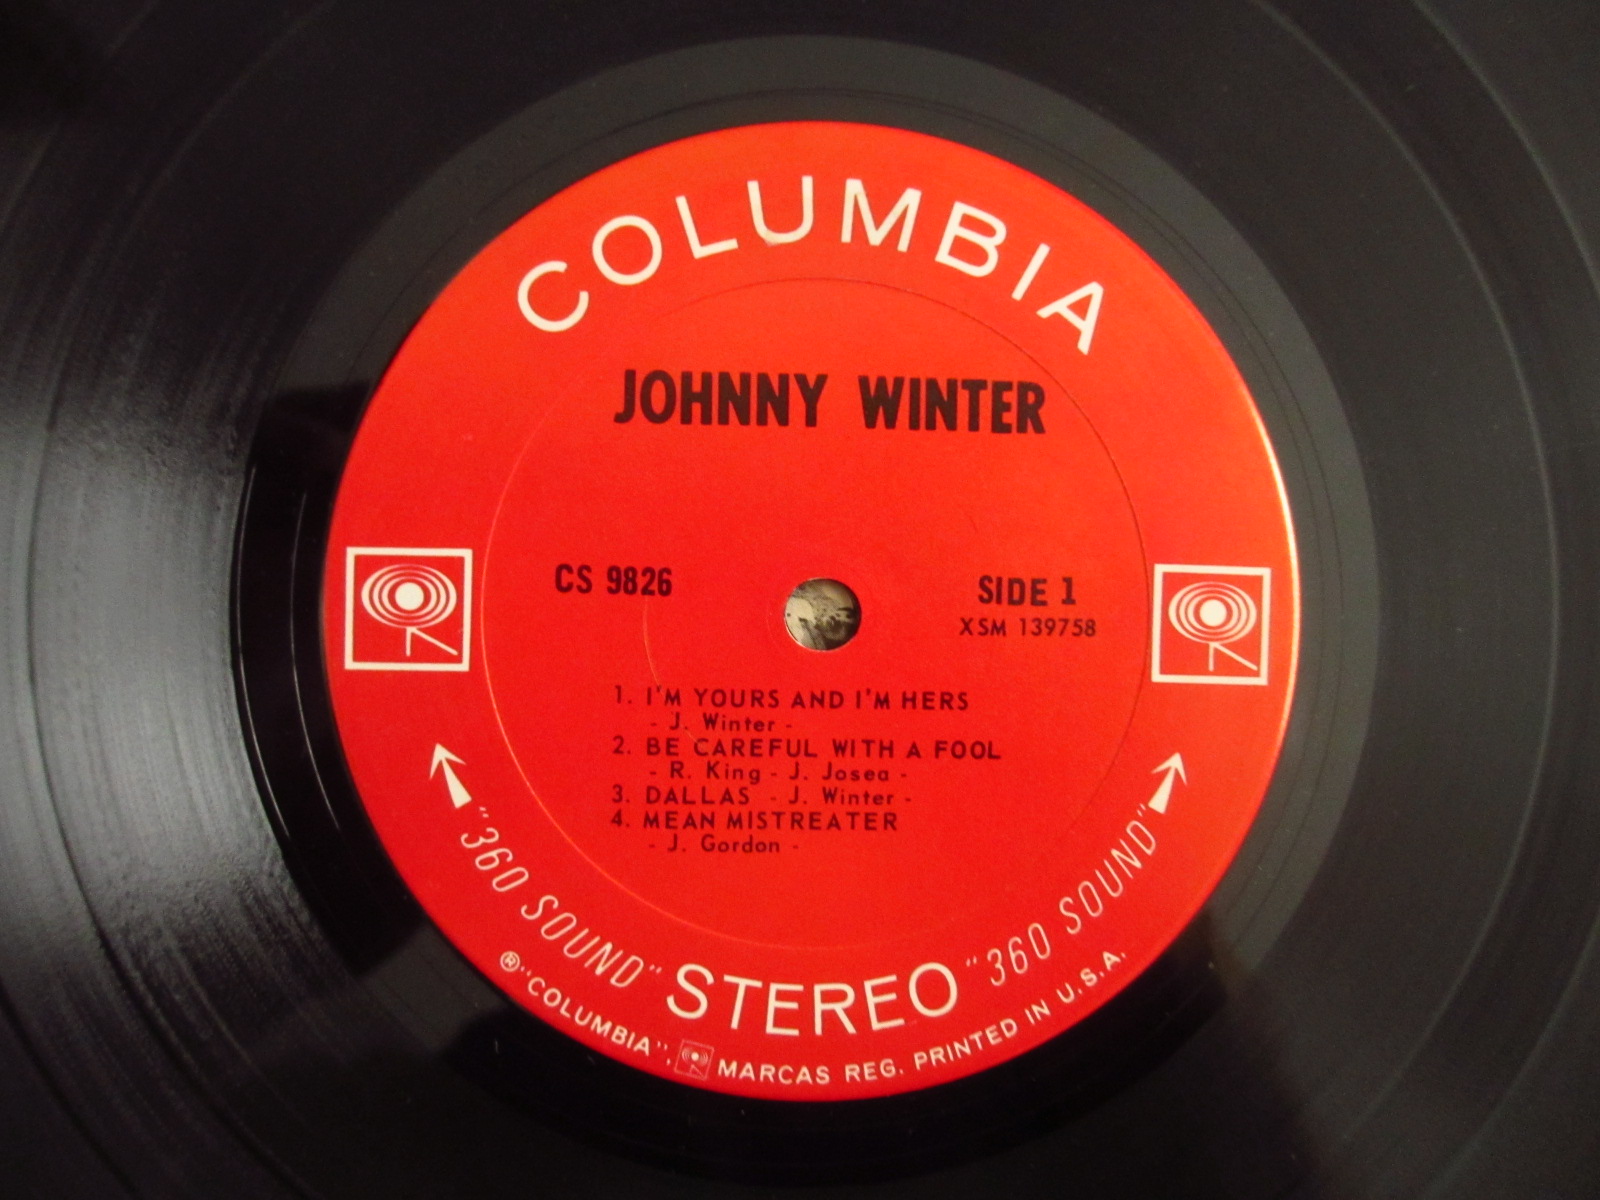 COLUMBIA
JOHNNY WINTER
CS 9826
SIDE 1
XSM 139758
1. I'M YOURS AND I'M HERS
- J. Winter -
2. BE CAREFUL WITH A FOOL
- R. King - J. Josea -
3. DALLAS - J. Winter -
4. MEAN MISTREATER
- J. Gordon -
"360 SOUND" STEREO "360 SOUND"
® "COLUMBIA", MARCAS REG. PRINTED IN U.S.A.